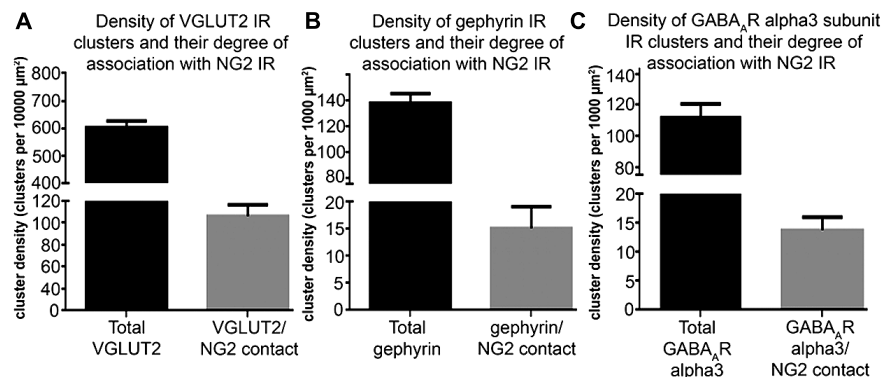 A
Density of VGLUT2 IR
clusters and their degree of
association with NG2 IR
cluster density (clusters per 10000 µm²)
800
700
600
500
400
120
100
80
60
40
20
0
Total
VGLUT2
VGLUT2/
NG2 contact
B
Density of gephyrin IR
clusters and their degree of
association with NG2 IR
cluster density (clusters per 1000 µm²)
140
120
100
80
20
15
10
5
0
Total
gephyrin
gephyrin/
NG2 contact
C
Density of GABA_AR alpha3 subunit
IR clusters and their degree of
association with NG2 IR
cluster density (clusters per 1000 µm²)
140
120
100
80
20
15
10
5
0
Total
GABA_AR
alpha3
GABA_AR
alpha3/
NG2 contact